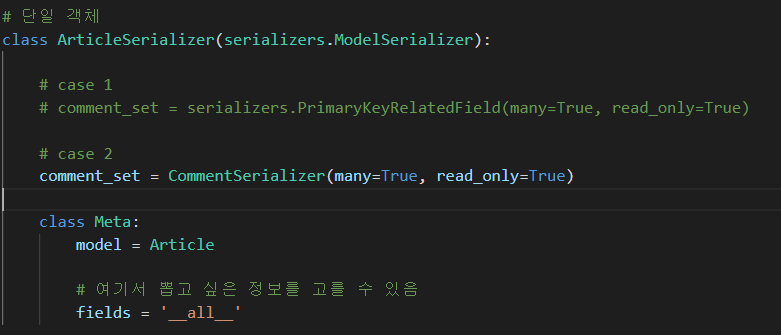 # 단일 객체
class ArticleSerializer(serializers.ModelSerializer):
# case 1
# comment_set = serializers.PrimaryKeyRelatedField(many=True, read_only=True)
# case 2
comment_set = CommentSerializer(many=True, read_only=True)
class Meta:
model = Article
# 여기서 뽑고 싶은 정보를 고를 수 있음
fields = '__all__'